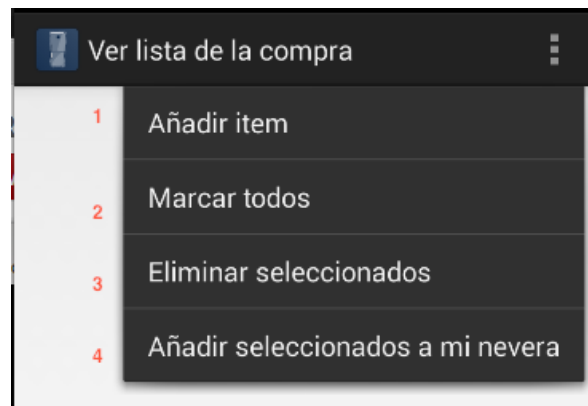 Ver lista de la compra
1 Añadir item
2 Marcar todos
3 Eliminar seleccionados
4 Añadir seleccionados a mi nevera